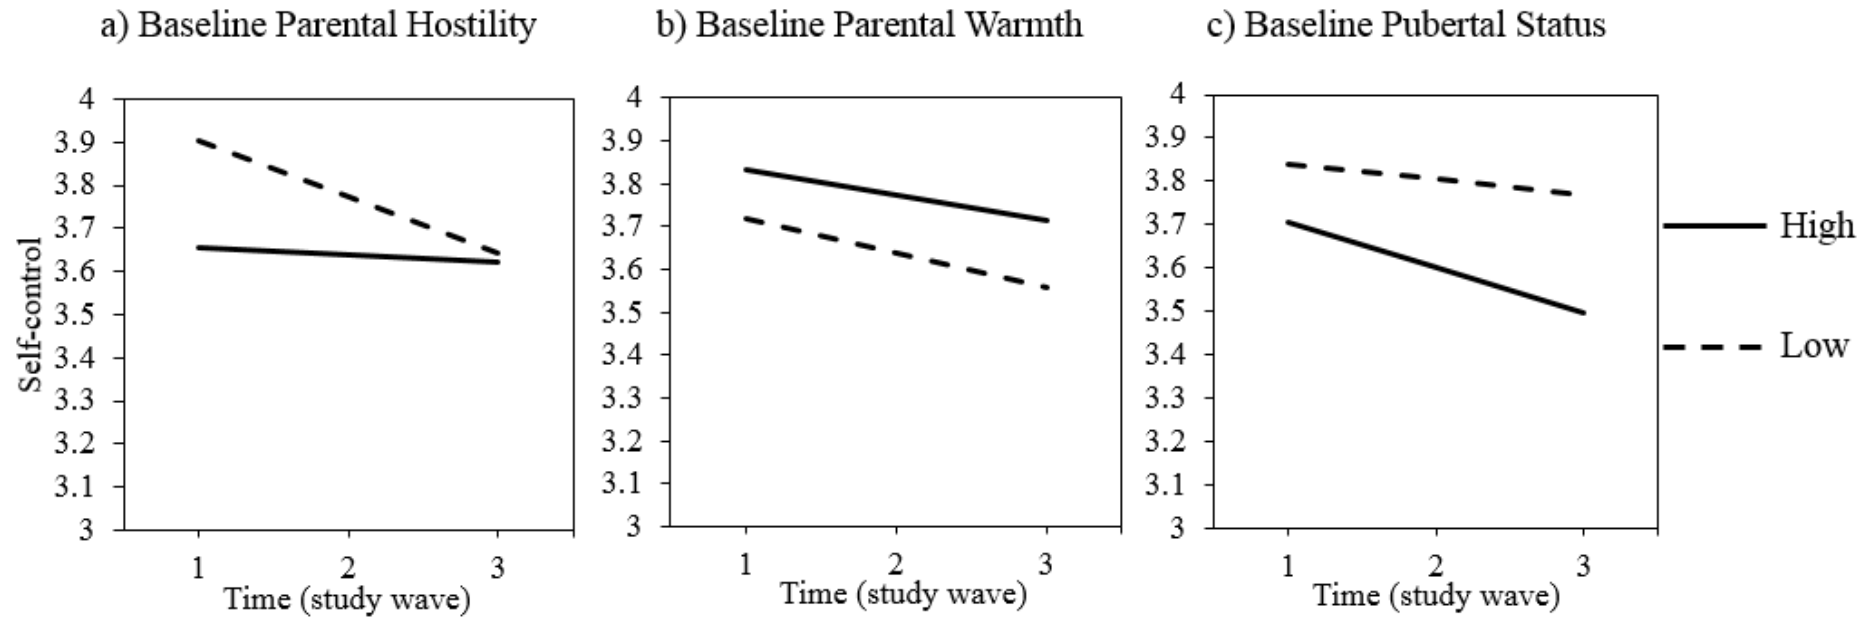 a) Baseline Parental Hostility
b) Baseline Parental Warmth
c) Baseline Pubertal Status
Self-control
4
3.9
3.8
3.7
3.6
3.5
3.4
3.3
3.2
3.1
3
1 2 3
Time (study wave)
4
3.9
3.8
3.7
3.6
3.5
3.4
3.3
3.2
3.1
3
1 2 3
Time (study wave)
4
3.9
3.8
3.7
3.6
3.5
3.4
3.3
3.2
3.1
3
1 2 3
Time (study wave)
High
Low